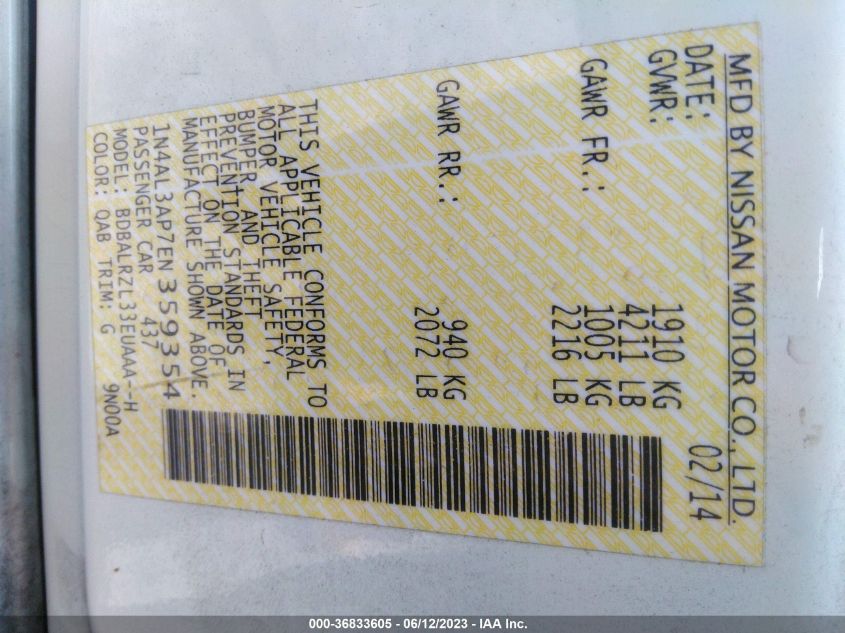 MFD BY NISSAN MOTOR CO., LTD.
DATE: 02/14
GVWR: 1910 KG
4211 LB
GAWR FR.: 1005 KG
2216 LB
GAWR RR.: 940 KG
2072 LB
THIS VEHICLE CONFORMS TO
ALL APPLICABLE FEDERAL
MOTOR VEHICLE SAFETY,
BUMPER, AND THEFT
PREVENTION STANDARDS IN
EFFECT ON THE DATE OF
MANUFACTURE SHOWN ABOVE.
1N4AL3AP7EN359354
PASSENGER CAR 437
MODEL: BDBALRZL33EUAAA--H
COLOR: QAB TRIM: G 9N00A
000-36833605 - 06/12/2023 - IAA Inc.